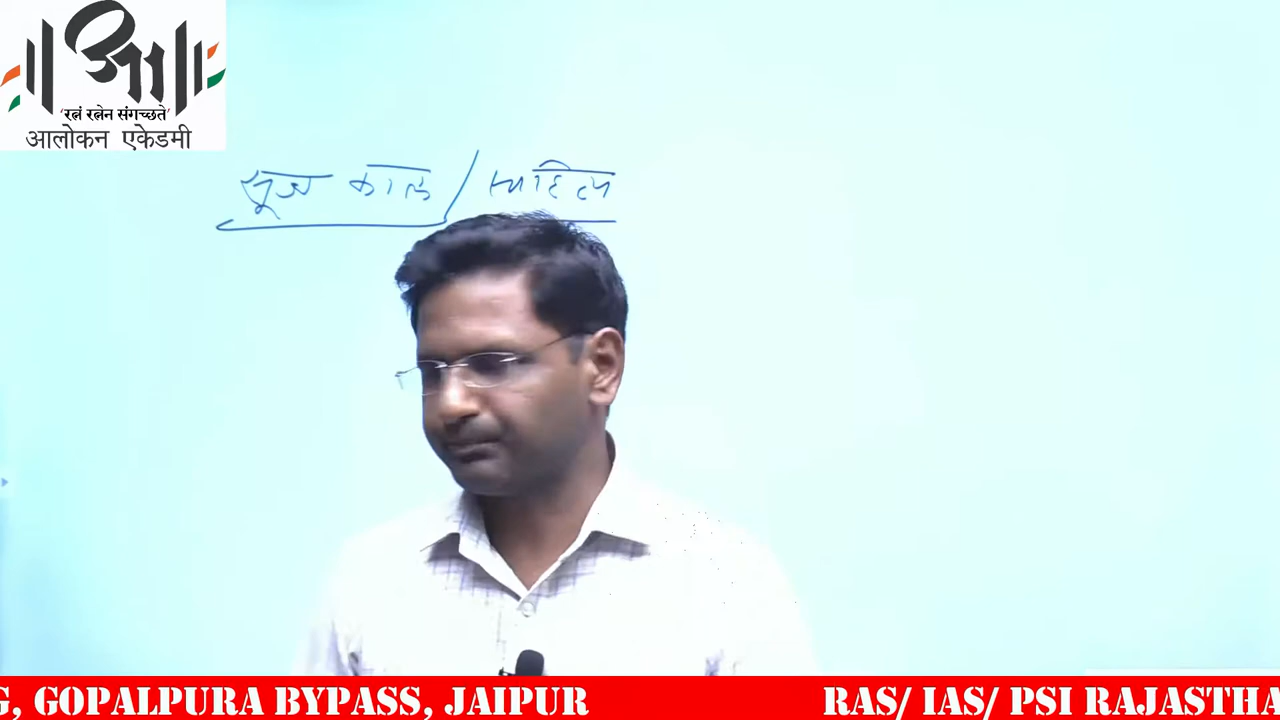 'रत्नं रत्नेन संगच्छते'
आलोकन एकेडमी
सूत्र काल / साहित्य
G, GOPALPURA BYPASS, JAIPUR RAS/ IAS/ PSI RAJASTHA